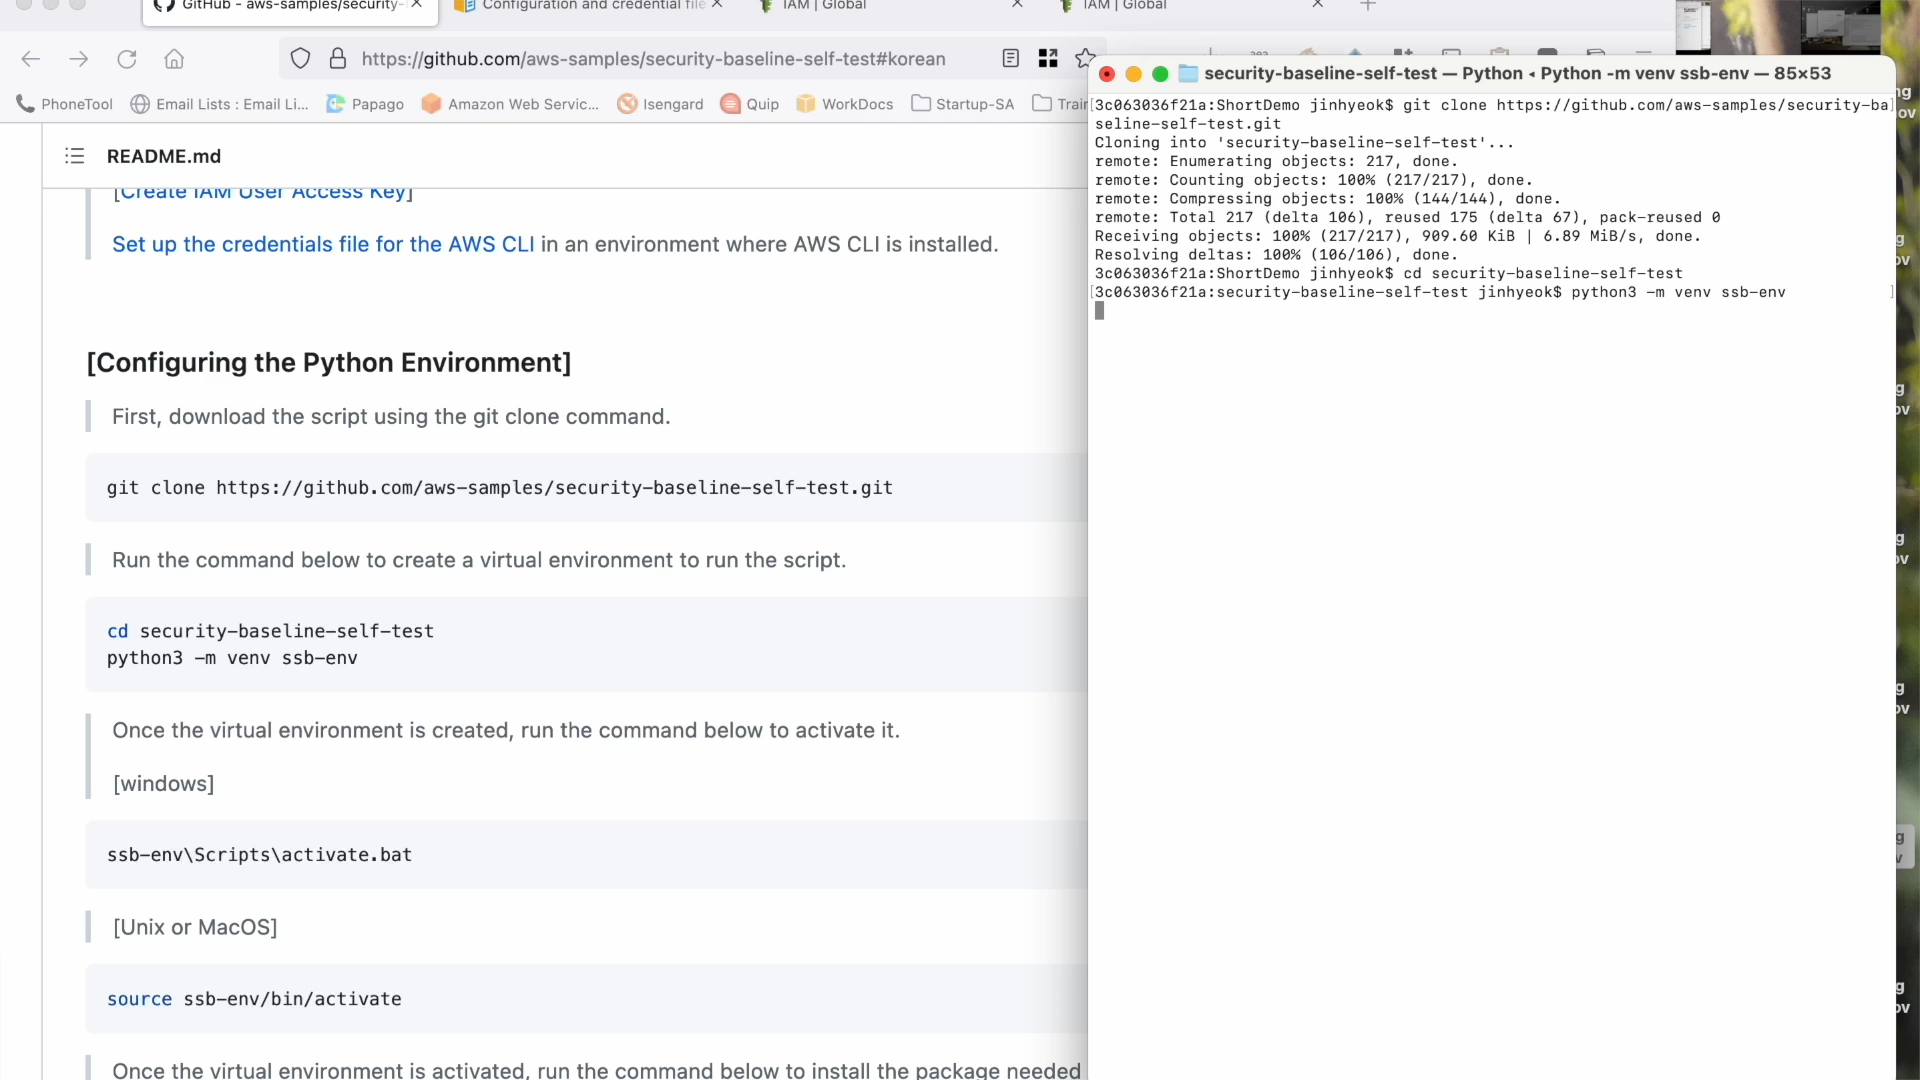 GitHub - aws-samples/security-
Configuration and credential file
IAM | Global
IAM | Global
https://github.com/aws-samples/security-baseline-self-test#korean
PhoneTool
Email Lists : Email Li...
Papago
Amazon Web Servic...
Isengard
Quip
WorkDocs
Startup-SA
README.md
[Create IAM User Access Key]
Set up the credentials file for the AWS CLI in an environment where AWS CLI is installed.
[Configuring the Python Environment]
First, download the script using the git clone command.
git clone https://github.com/aws-samples/security-baseline-self-test.git
Run the command below to create a virtual environment to run the script.
cd security-baseline-self-test
python3 -m venv ssb-env
Once the virtual environment is created, run the command below to activate it.
[windows]
ssb-env\Scripts\activate.bat
[Unix or MacOS]
source ssb-env/bin/activate
Once the virtual environment is activated, run the command below to install the package needed
security-baseline-self-test — Python ◂ Python -m venv ssb-env — 85×53
[3c063036f21a:ShortDemo jinhyeok$ git clone https://github.com/aws-samples/security-ba]
seline-self-test.git
Cloning into 'security-baseline-self-test'...
remote: Enumerating objects: 217, done.
remote: Counting objects: 100% (217/217), done.
remote: Compressing objects: 100% (144/144), done.
remote: Total 217 (delta 106), reused 175 (delta 67), pack-reused 0
Receiving objects: 100% (217/217), 909.60 KiB | 6.89 MiB/s, done.
Resolving deltas: 100% (106/106), done.
3c063036f21a:ShortDemo jinhyeok$ cd security-baseline-self-test
[3c063036f21a:security-baseline-self-test jinhyeok$ python3 -m venv ssb-env ]